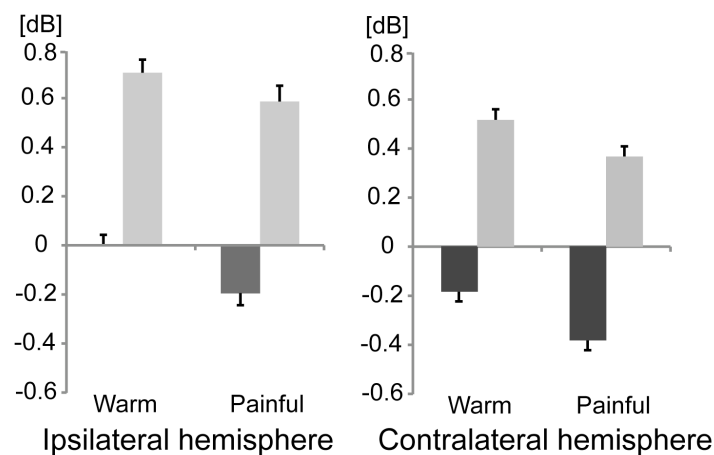 [dB]
0.8
0.6
0.4
0.2
0
-0.2
-0.4
-0.6
Warm Painful
Ipsilateral hemisphere
[dB]
0.8
0.6
0.4
0.2
0
-0.2
-0.4
-0.6
Warm Painful
Contralateral hemisphere